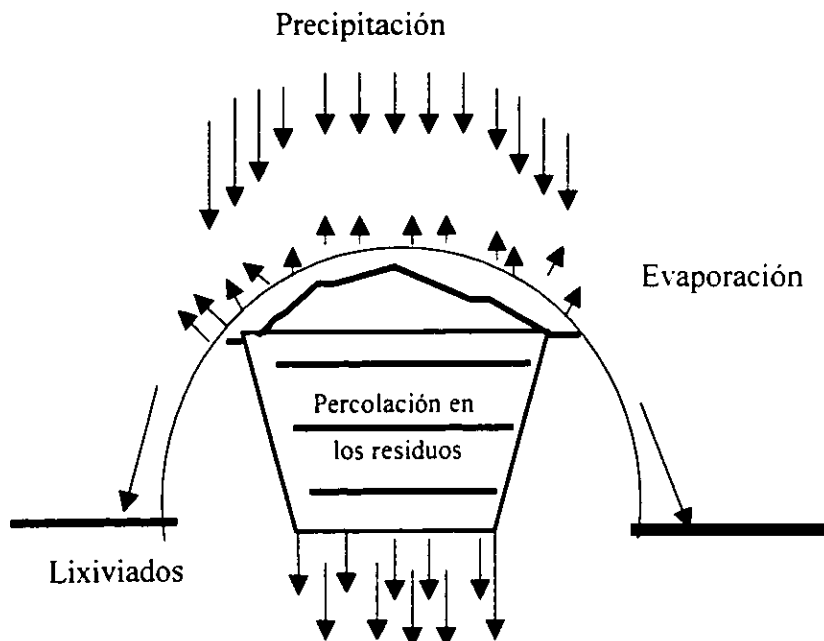 Precipitación
Evaporación
Percolación en
los residuos
Lixiviados